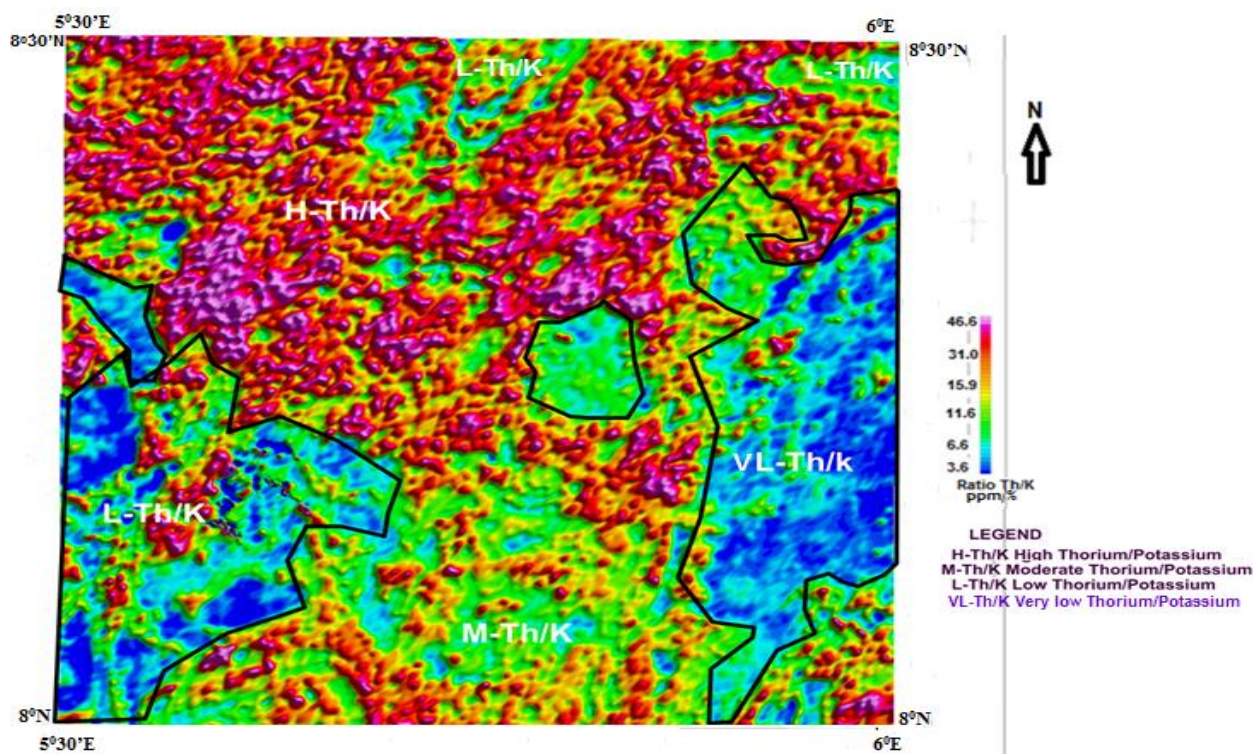 5⁰30’E
6⁰E
8⁰30’N
8⁰30’N
L-Th/K
L-Th/K
N
H-Th/K
46.6
31.0
15.9
11.6
6.6
3.6
Ratio Th/K
ppm/%
VL-Th/k
L-Th/K
LEGEND
H-Th/K High Thorium/Potassium
M-Th/K Moderate Thorium/Potassium
L-Th/K Low Thorium/Potassium
VL-Th/K Very low Thorium/Potassium
M-Th/K
8⁰N
8⁰N
5⁰30’E
6⁰E